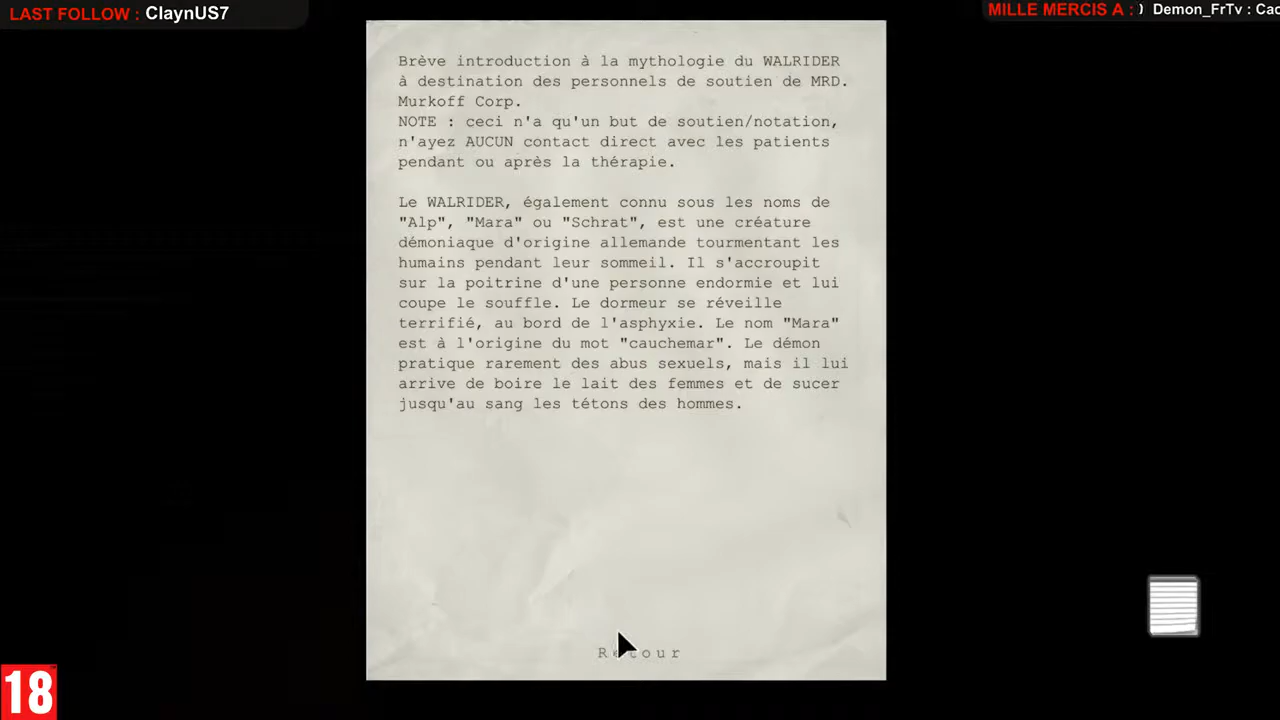 LAST FOLLOW : ClaynUS7
MILLE MERCIS A : ) Demon_FrTv : Cad
Brève introduction à la mythologie du WALRIDER
à destination des personnels de soutien de MRD.
Murkoff Corp.
NOTE : ceci n'a qu'un but de soutien/notation,
n'ayez AUCUN contact direct avec les patients
pendant ou après la thérapie.
Le WALRIDER, également connu sous les noms de
"Alp", "Mara" ou "Schrat", est une créature
démoniaque d'origine allemande tourmentant les
humains pendant leur sommeil. Il s'accroupit
sur la poitrine d'une personne endormie et lui
coupe le souffle. Le dormeur se réveille
terrifié, au bord de l'asphyxie. Le nom "Mara"
est à l'origine du mot "cauchemar". Le démon
pratique rarement des abus sexuels, mais il lui
arrive de boire le lait des femmes et de sucer
jusqu'au sang les tétons des hommes.
Retour
18